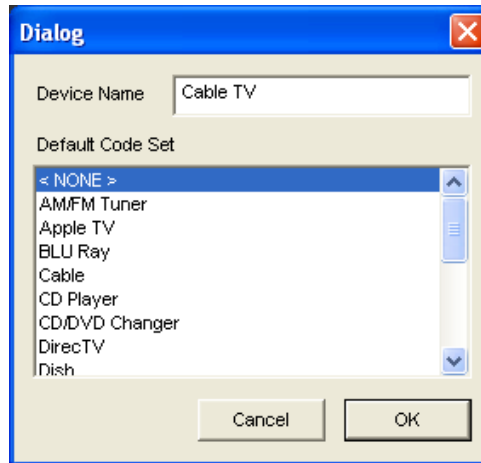 Dialog
Device Name Cable TV
Default Code Set
< NONE >
AM/FM Tuner
Apple TV
BLU Ray
Cable
CD Player
CD/DVD Changer
DirecTV
Dish
Cancel OK